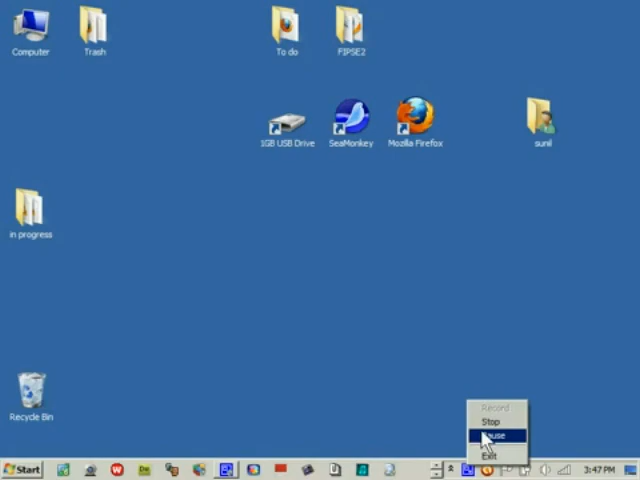 Computer
Trash
To do
FIPSE2
1GB USB Drive
SeaMonkey
Mozilla Firefox
sunil
in progress
Recycle Bin
Record
Stop
Pause
Exit
Start
W
Dw
3:47 PM